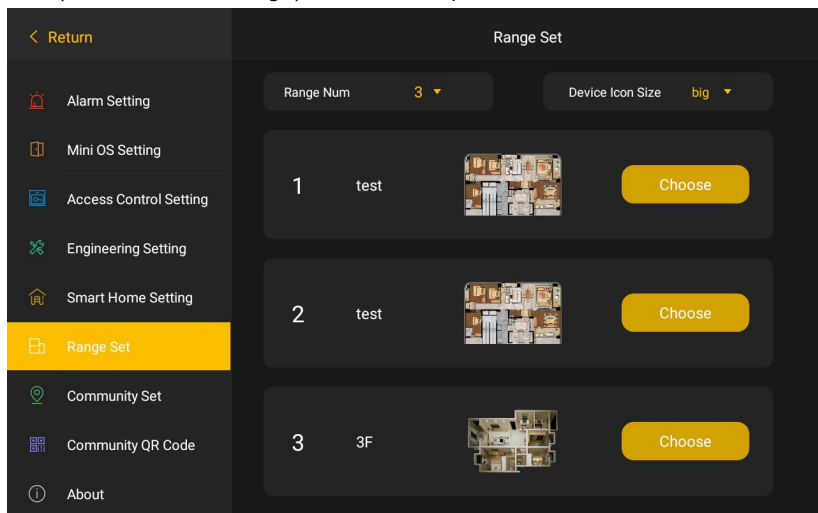 Return
Range Set
Alarm Setting
Mini OS Setting
Access Control Setting
Engineering Setting
Smart Home Setting
Range Set
Community Set
Community QR Code
About
Range Num 3
Device Icon Size big
1 test Choose
2 test Choose
3 3F Choose